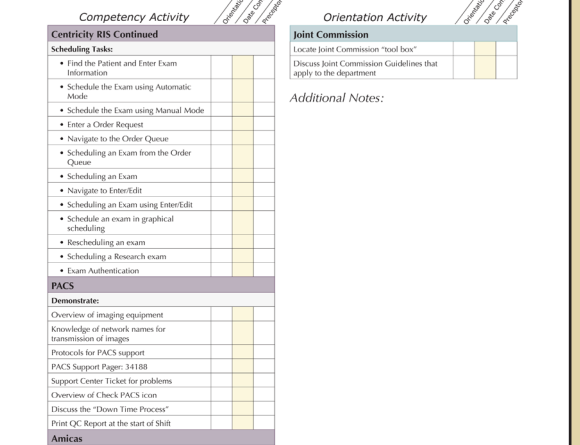 Competency Activity
Centricity RIS Continued
Scheduling Tasks:
• Find the Patient and Enter Exam
Information
• Schedule the Exam using Automatic
Mode
• Schedule the Exam using Manual Mode
• Enter a Order Request
• Navigate to the Order Queue
• Scheduling an Exam from the Order
Queue
• Scheduling an Exam
• Navigate to Enter/Edit
• Scheduling an Exam using Enter/Edit
• Schedule an exam in graphical
scheduling
• Rescheduling an exam
• Scheduling a Research exam
• Exam Authentication
PACS
Demonstrate:
Overview of imaging equipment
Knowledge of network names for
transmission of images
Protocols for PACS support
PACS Support Pager: 34188
Support Center Ticket for problems
Overview of Check PACS icon
Discuss the “Down Time Process”
Print QC Report at the start of Shift
Amicas
Orientation Activity
Joint Commission
Locate Joint Commission “tool box”
Discuss Joint Commission Guidelines that
apply to the department
Additional Notes: